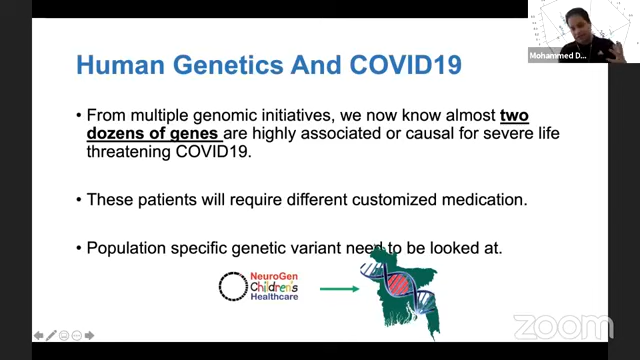 Mohammed D...
Human Genetics And COVID19
• From multiple genomic initiatives, we now know almost two
dozens of genes are highly associated or causal for severe life
threatening COVID19.
• These patients will require different customized medication.
• Population specific genetic variant need to be looked at.
NeuroGen
Children's
Healthcare
zoom